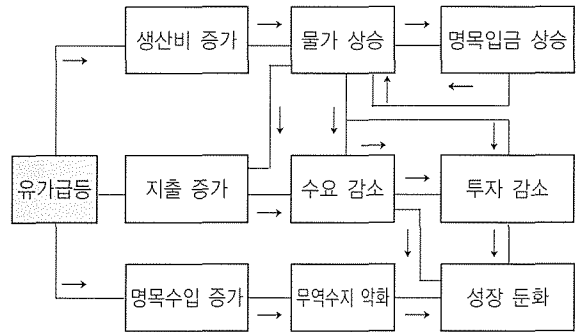 생산비 증가
물가 상승
명목입금 상승
유가급등
지출 증가
수요 감소
투자 감소
명목수입 증가
무역수지 악화
성장 둔화